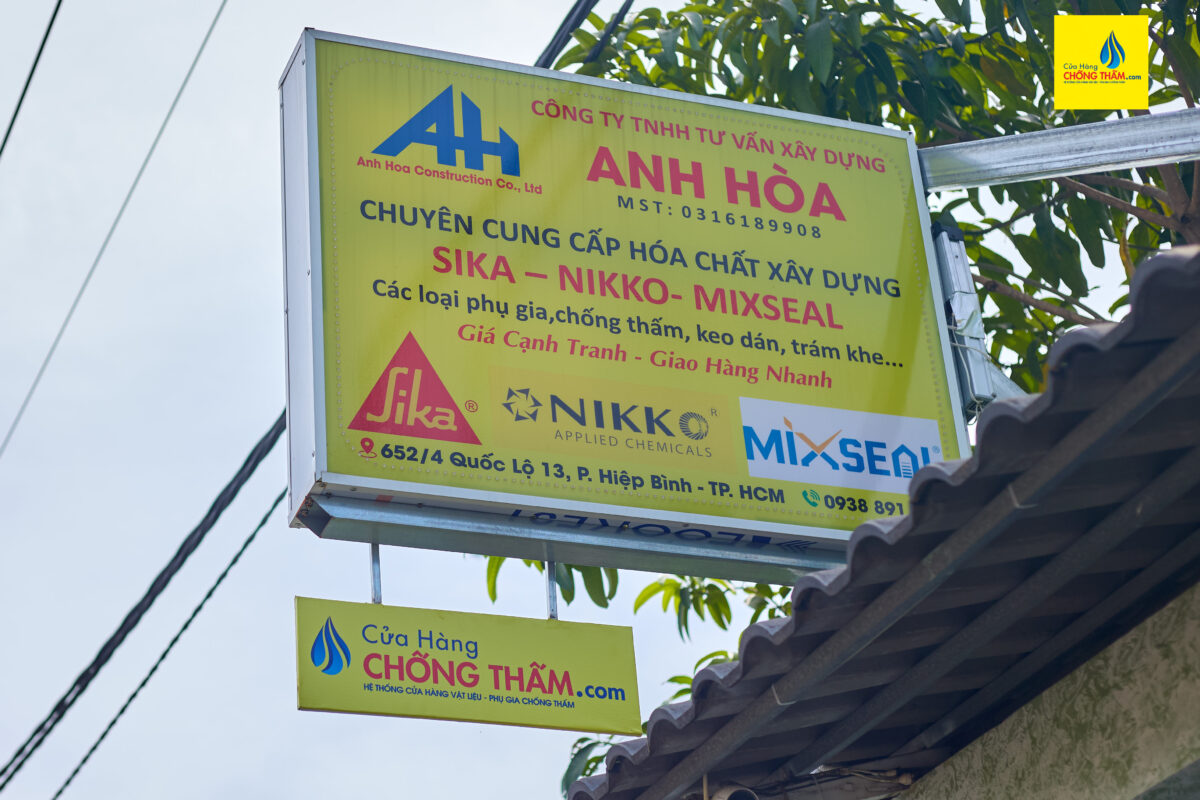 Cửa Hàng
CHỐNG THẤM.com
AH
Anh Hoa Construction Co., Ltd
CÔNG TY TNHH TƯ VẤN XÂY DỰNG
ANH HÒA
MST: 0316189908
CHUYÊN CUNG CẤP HÓA CHẤT XÂY DỰNG
SIKA – NIKKO- MIXSEAL
Các loại phụ gia,chống thấm, keo dán, trám khe...
Giá Cạnh Tranh - Giao Hàng Nhanh
Sika ®
NIKKO R
APPLIED CHEMICALS
MIXSEAL
652/4 Quốc Lộ 13, P. Hiệp Bình - TP. HCM
0938 891
Cửa Hàng
CHỐNG THẤM.com
HỆ THỐNG CỬA HÀNG VẬT LIỆU - PHỤ GIA CHỐNG THẤM